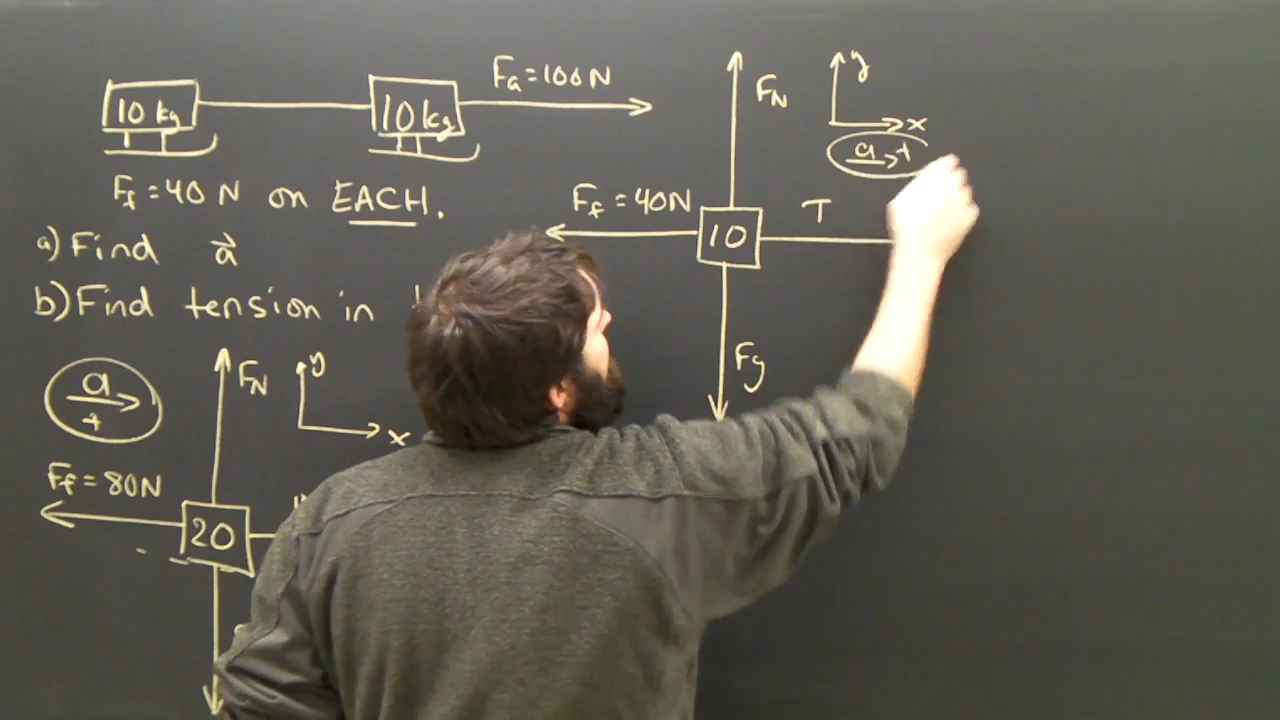 10 kg
10 kg
Fa = 100 N
Ff = 40 N on EACH.
a) Find a⃗
b) Find tension in
a
+
FN
y
x
Ff = 80N
20
FN
y
x
a +
Ff = 40N
10
T
Fg